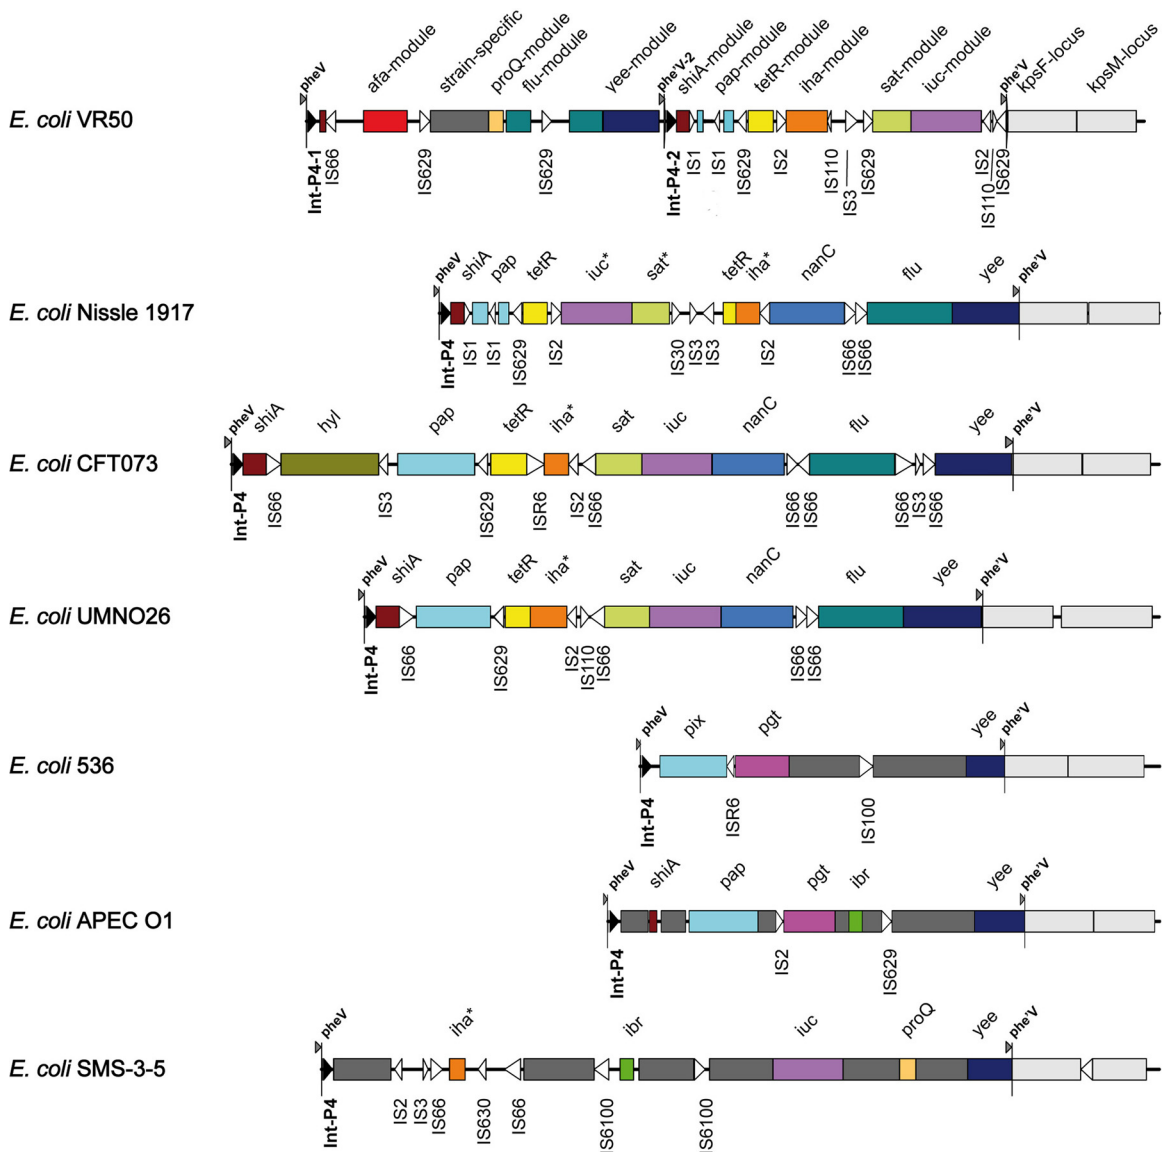 pheV afa-module strain-specific proQ-module flu-module yee-module phe'V-2 shiA-module pap-module tetR-module iha-module sat-module iuc-module phe'V kpsF-locus kpsM-locus
E. coli VR50
Int-P4-1 IS66 IS629 IS629 Int-P4-2 IS1 IS1 IS629 IS2 IS110 IS3 IS629 IS2 IS110 IS629
pheV shiA pap tetR iuc* sat* tetR iha* nanC flu yee phe'V
E. coli Nissle 1917
Int-P4 IS1 IS1 IS629 IS2 IS30 IS3 IS3 IS2 IS66 IS66
pheV shiA hyl pap tetR iha* sat iuc nanC flu yee phe'V
E. coli CFT073
Int-P4 IS66 IS3 IS629 ISR6 IS2 IS66 IS66 IS66 IS66 IS3 IS66
pheV shiA pap tetR iha* sat iuc nanC flu yee phe'V
E. coli UMNO26
Int-P4 IS66 IS629 IS2 IS110 IS66 IS66 IS66
pix pgt yee phe'V
pheV
E. coli 536
Int-P4 ISR6 IS100
pheV shiA pap pgt ibr yee phe'V
E. coli APEC O1
Int-P4 IS2 IS629
pheV iha* ibr iuc proQ yee phe'V
E. coli SMS-3-5
Int-P4 IS2 IS3 IS66 IS630 IS66 IS6100 IS6100